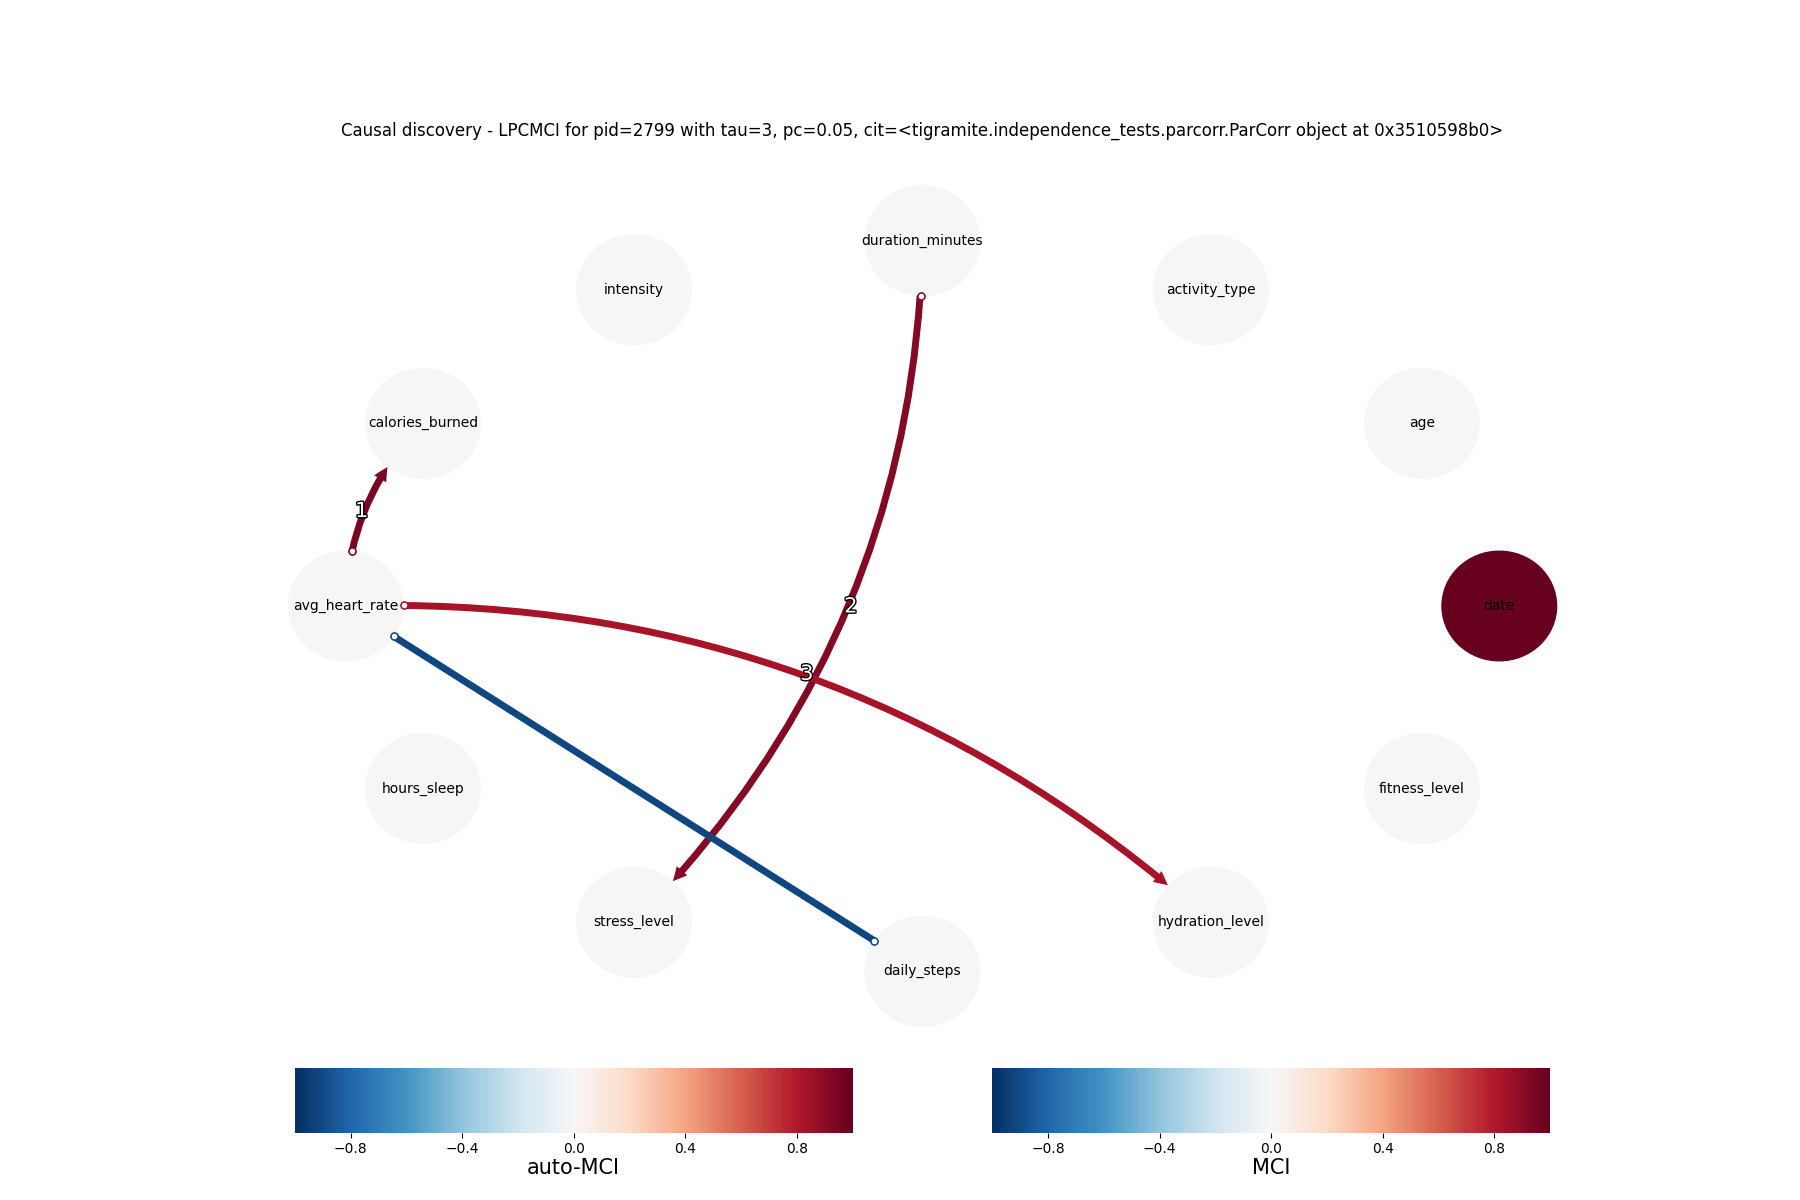 Causal discovery - LPCMCI for pid=2799 with tau=3, pc=0.05, cit=<tigramite.independence_tests.parcorr.ParCorr object at 0x3510598b0>
duration_minutes
intensity
activity_type
calories_burned
age
1
avg_heart_rate
2
date
3
hours_sleep
fitness_level
stress_level
hydration_level
daily_steps
−0.8 −0.4 0.0 0.4 0.8
auto-MCI
−0.8 −0.4 0.0 0.4 0.8
MCI